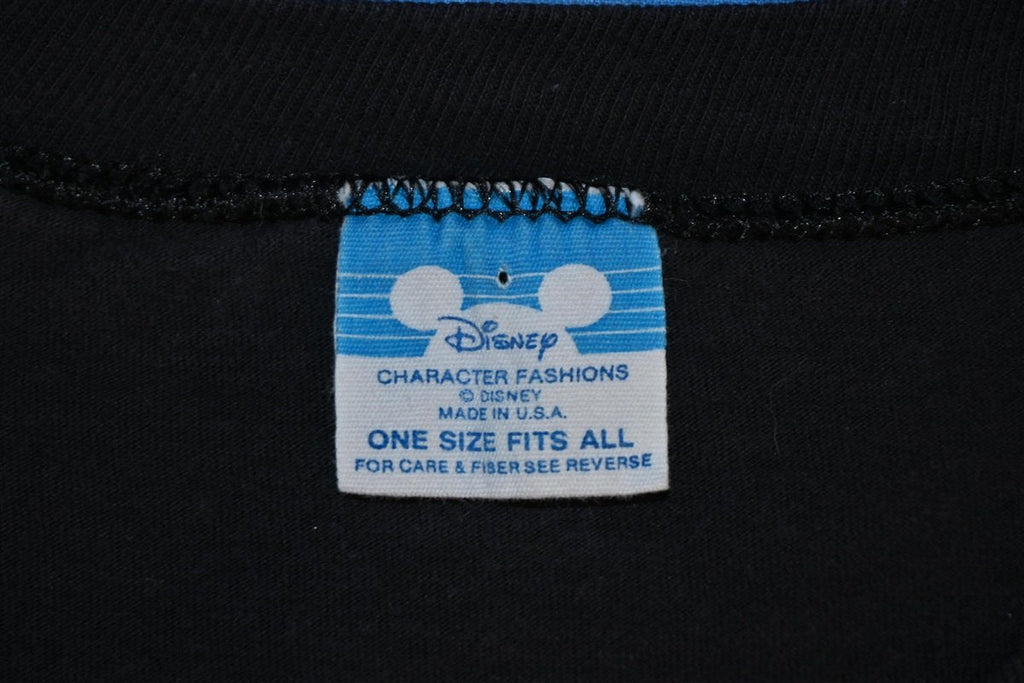 Disney
CHARACTER FASHIONS
© DISNEY
MADE IN U.S.A.
ONE SIZE FITS ALL
FOR CARE & FIBER SEE REVERSE